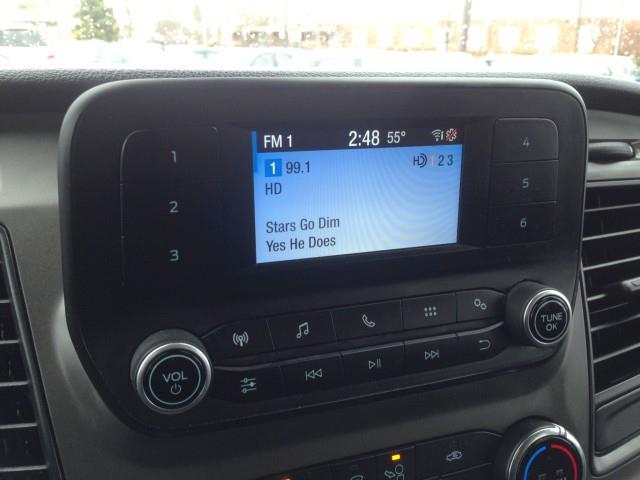 FM 1 2:48 55°
1 99.1 HD 1 2 3
HD
Stars Go Dim
Yes He Does
1
2
3
4
5
6
VOL
TUNE
OK